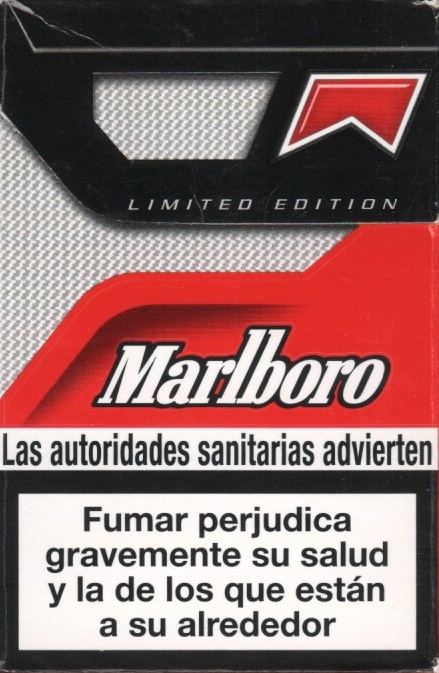 LIMITED EDITION
Marlboro
Las autoridades sanitarias advierten
Fumar perjudica
gravemente su salud
y la de los que están
a su alrededor